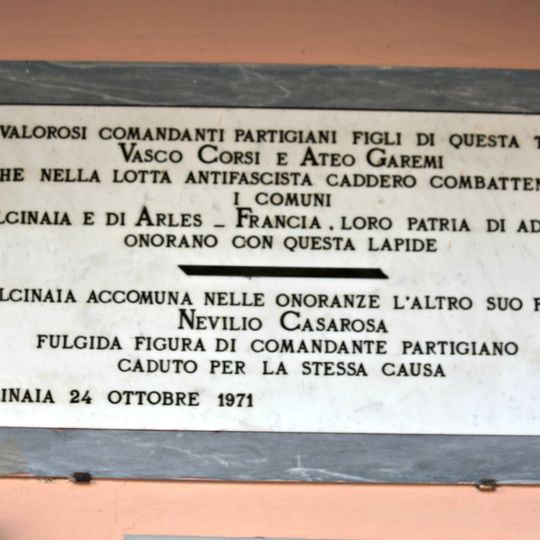 VALOROSI COMANDANTI PARTIGIANI FIGLI DI QUESTA
VASCO CORSI E ATEO GAREMI
NELLA LOTTA ANTIFASCISTA CADDERO
I COMUNI
E DI ARLES _ FRANCIA, LORO PATRIA DI
ONORANO CON QUESTA LAPIDE
ACCOMUNA NELLE ONORANZE L'ALTRO SUO
NEVILIO CASAROSA
FULGIDA FIGURA DI COMANDANTE PARTIGIANO
CADUTO PER LA STESSA CAUSA
24 OTTOBRE 1971